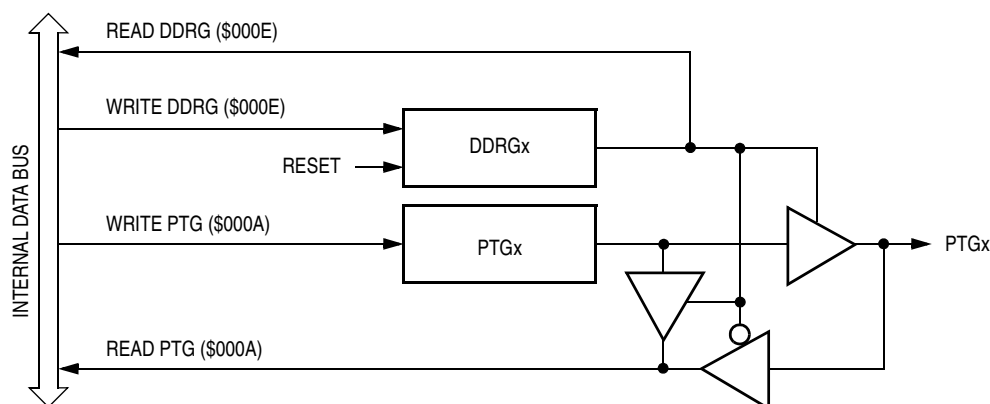 READ DDRG ($000E)
WRITE DDRG ($000E)
DDRGx
RESET
WRITE PTG ($000A)
PTGx
PTGx
READ PTG ($000A)
INTERNAL DATA BUS